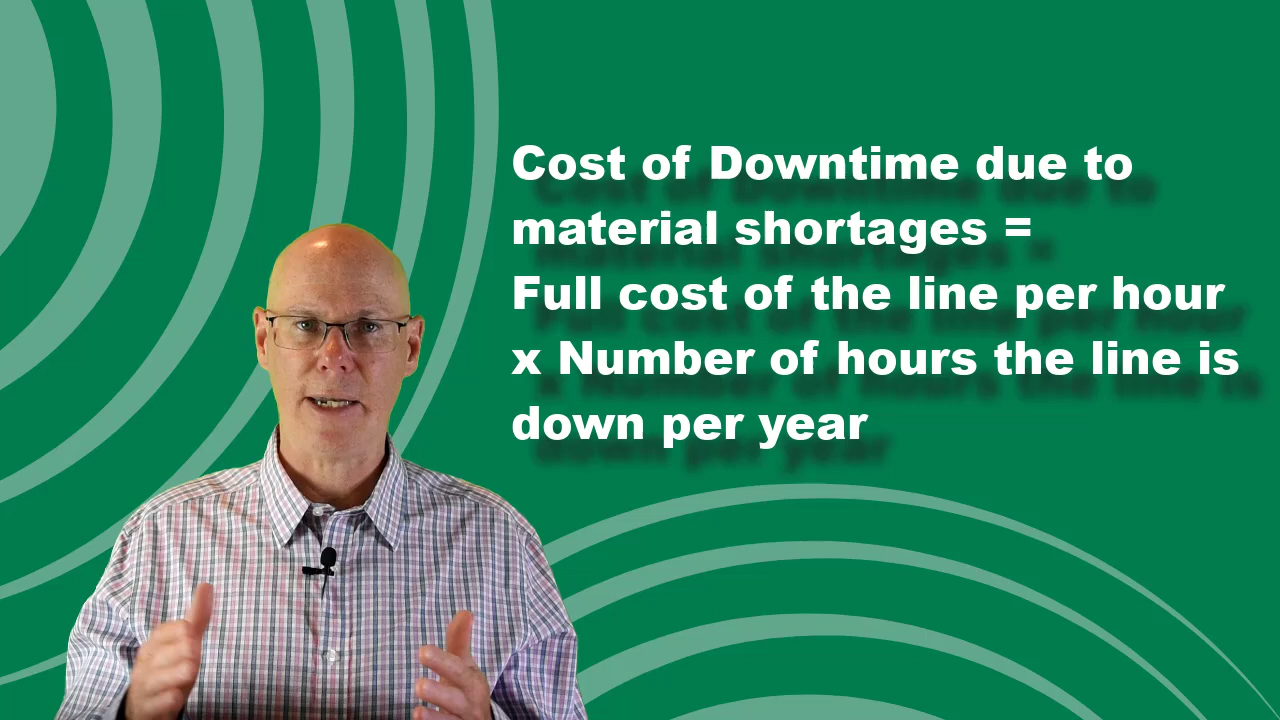 Cost of Downtime due to
material shortages =
Full cost of the line per hour
x Number of hours the line is
down per year